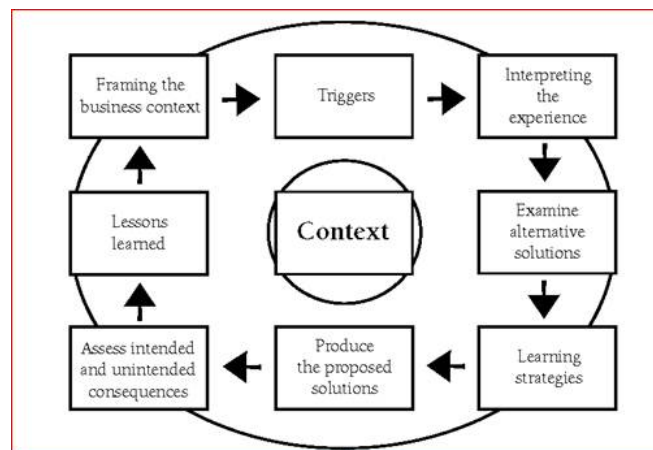 Framing the
business context
Triggers
Interpreting
the
experience
Lessons
learned
Context
Examine
alternative
solutions
Assess intended
and unintended
consequences
Produce
the proposed
solutions
Learning
strategies